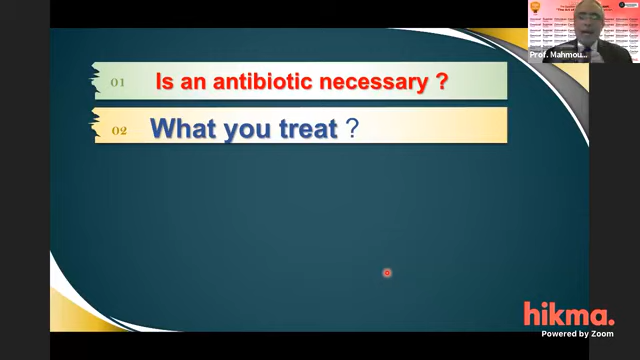 01 Is an antibiotic necessary ?
02 What you treat ?
Prof. Mahmou...
hikma.
Powered by Zoom